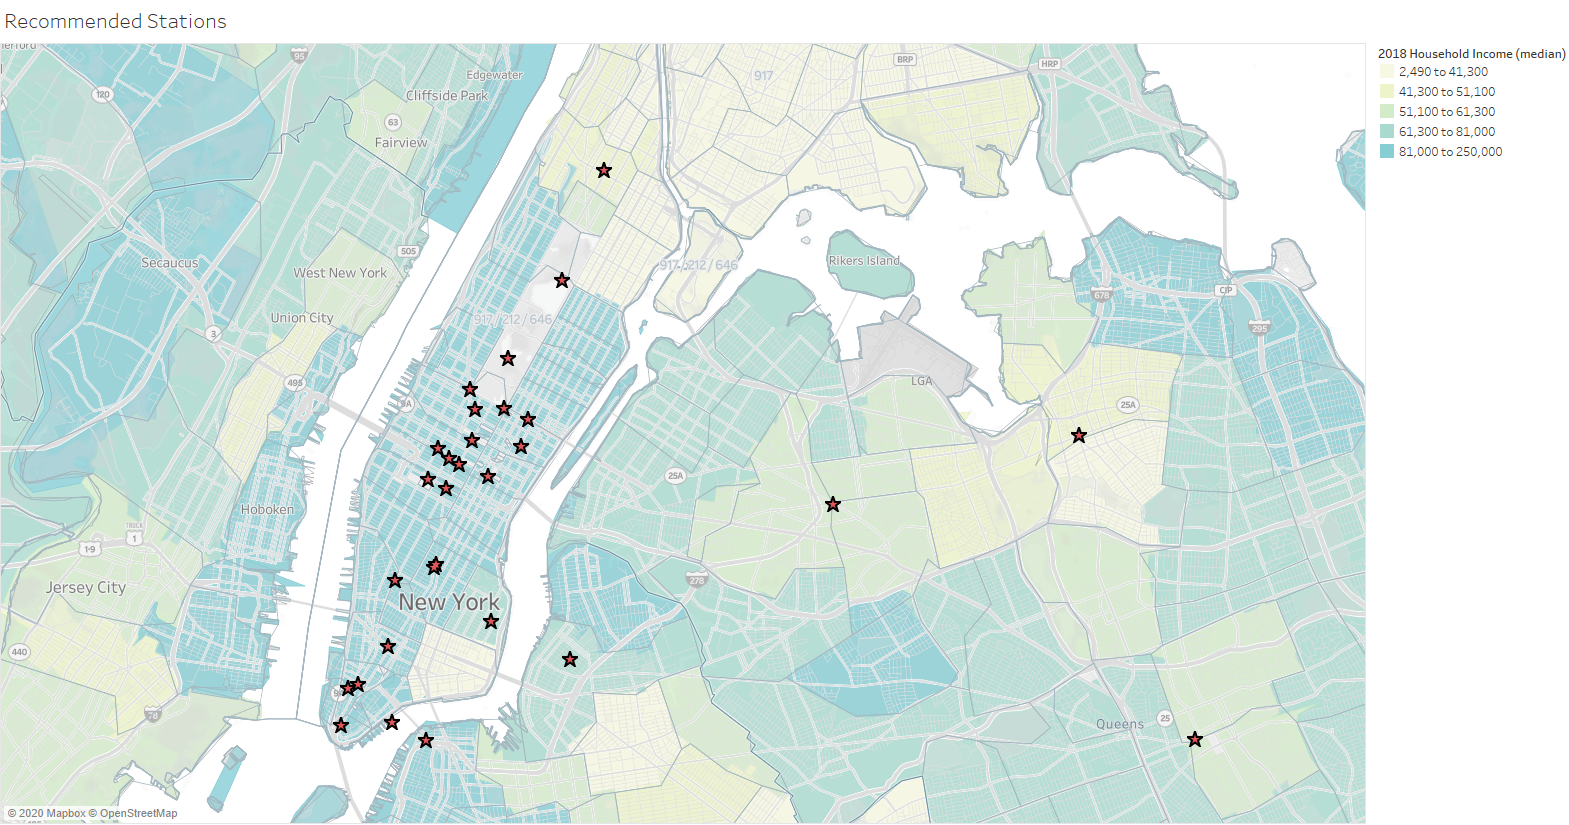 Recommended Stations
2018 Household Income (median)
2,490 to 41,300
41,300 to 51,100
51,100 to 61,300
61,300 to 81,000
81,000 to 250,000
95
Edgewater
917
BRP
HRP
120
Cliffside Park
63
Fairview
505
Secaucus
West New York
917 / 212 / 646
Rikers Island
678
CIP
295
Union City
917 / 212 / 646
3
495
LGA
9A
25A
25A
Hoboken
TRUCK
1
1-9
278
Jersey City
New York
440
78
Queens
25
© 2020 Mapbox © OpenStreetMap